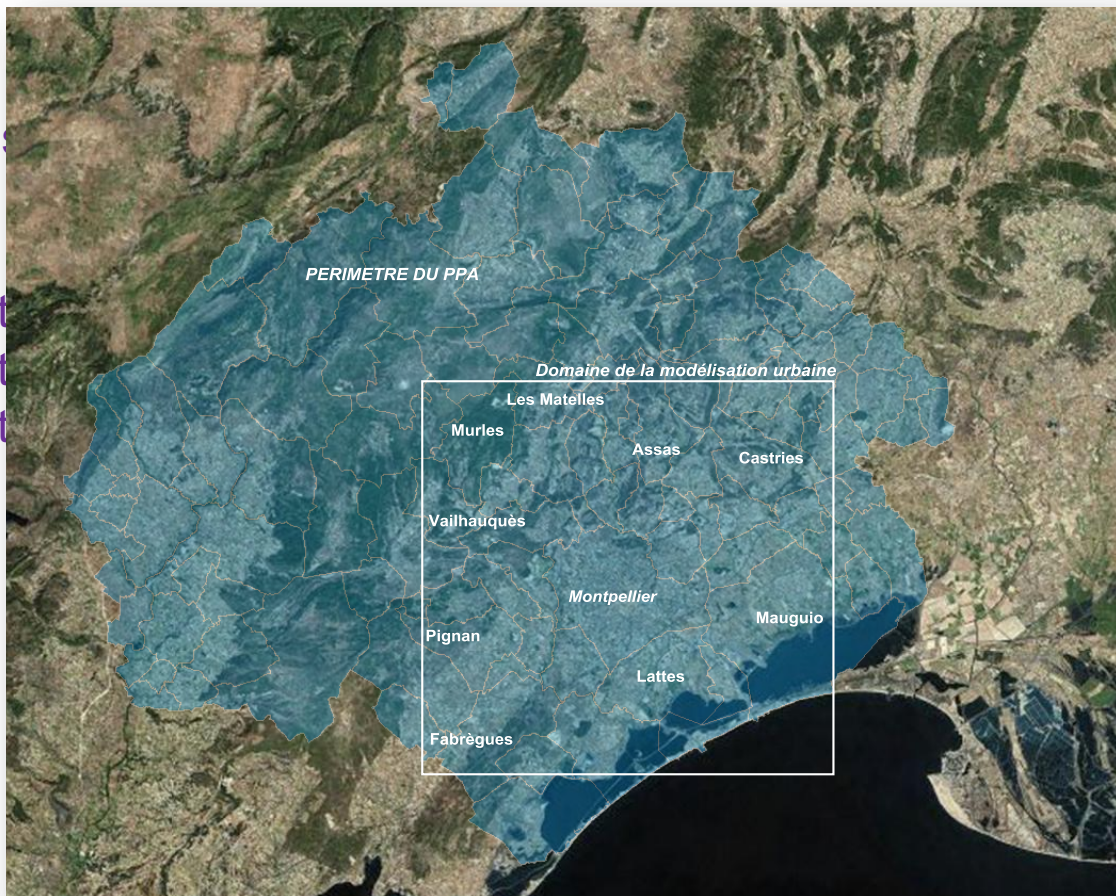 PERIMETRE DU PPA
Domaine de la modélisation urbaine
Les Matelles
Murles
Assas
Castries
Vailhauquès
Montpellier
Mauguio
Pignan
Lattes
Fabrègues